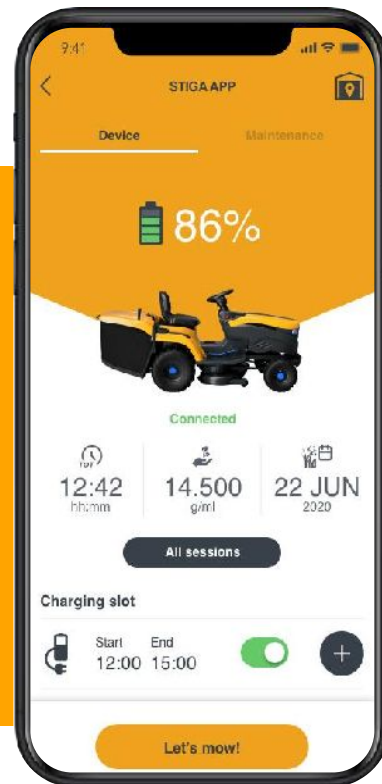 9:41
STIGA APP
Device
Maintenance
86%
Connected
12:42
hh:mm
14.500
g/ml
22 JUN
2020
All sessions
Charging slot
Start End
12:00 15:00
Let's mow!